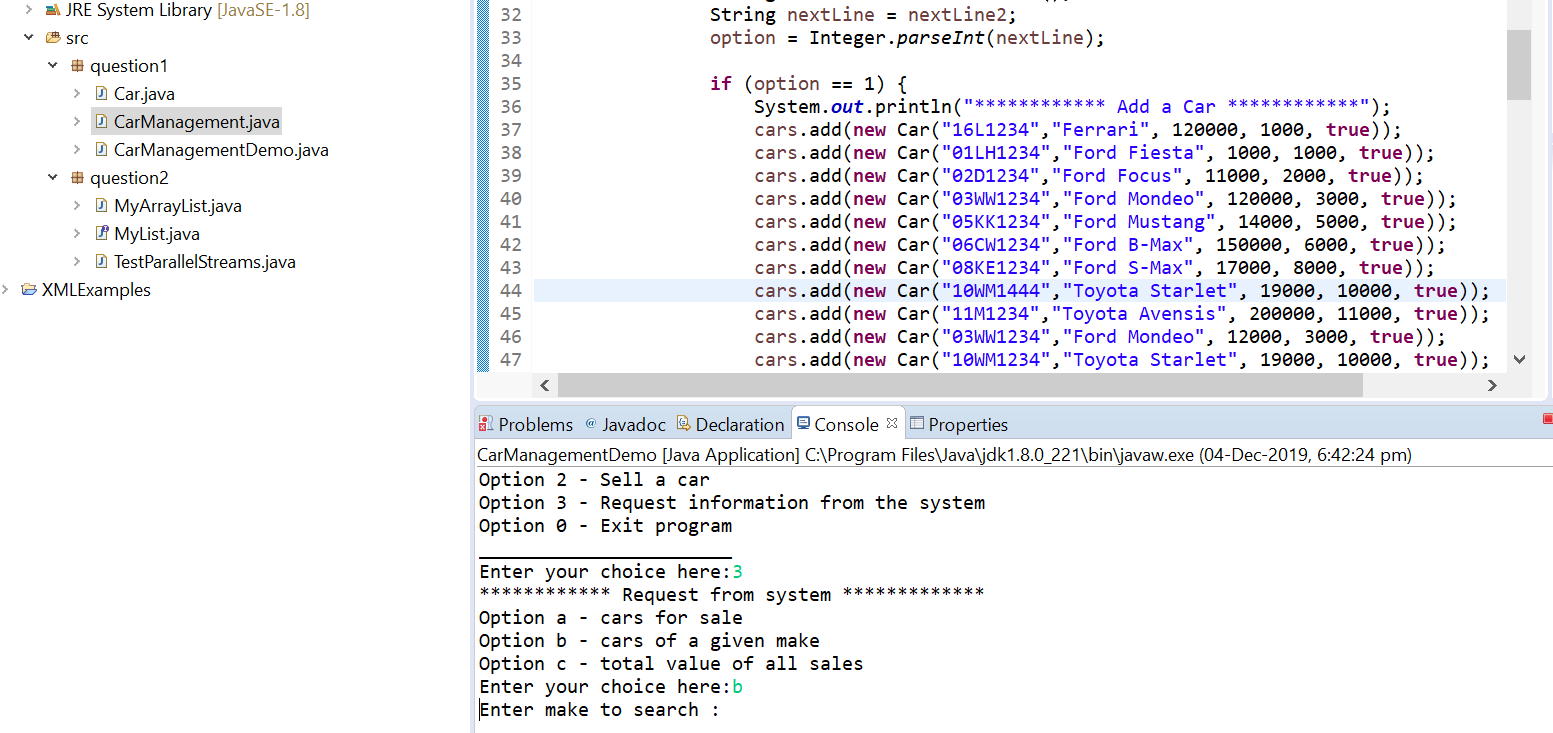 JRE System Library [JavaSE-1.8]
src
question1
Car.java
CarManagement.java
CarManagementDemo.java
question2
MyArrayList.java
MyList.java
TestParallelStreams.java
XMLExamples
32 String nextLine = nextLine2;
33 option = Integer.parseInt(nextLine);
34
35 if (option == 1) {
36 System.out.println("************ Add a Car ************");
37 cars.add(new Car("16L1234","Ferrari", 120000, 1000, true));
38 cars.add(new Car("01LH1234","Ford Fiesta", 1000, 1000, true));
39 cars.add(new Car("02D1234","Ford Focus", 11000, 2000, true));
40 cars.add(new Car("03WW1234","Ford Mondeo", 120000, 3000, true));
41 cars.add(new Car("05KK1234","Ford Mustang", 14000, 5000, true));
42 cars.add(new Car("06CW1234","Ford B-Max", 150000, 6000, true));
43 cars.add(new Car("08KE1234","Ford S-Max", 17000, 8000, true));
44 cars.add(new Car("10WM1444","Toyota Starlet", 19000, 10000, true));
45 cars.add(new Car("11M1234","Toyota Avensis", 200000, 11000, true));
46 cars.add(new Car("03WW1234","Ford Mondeo", 12000, 3000, true));
47 cars.add(new Car("10WM1234","Toyota Starlet", 19000, 10000, true));
Problems @ Javadoc Declaration Console Properties
CarManagementDemo [Java Application] C:\Program Files\Java\jdk1.8.0_221\bin\javaw.exe (04-Dec-2019, 6:42:24 pm)
Option 2 - Sell a car
Option 3 - Request information from the system
Option 0 - Exit program
_______________________
Enter your choice here:3
************ Request from system *************
Option a - cars for sale
Option b - cars of a given make
Option c - total value of all sales
Enter your choice here:b
Enter make to search :